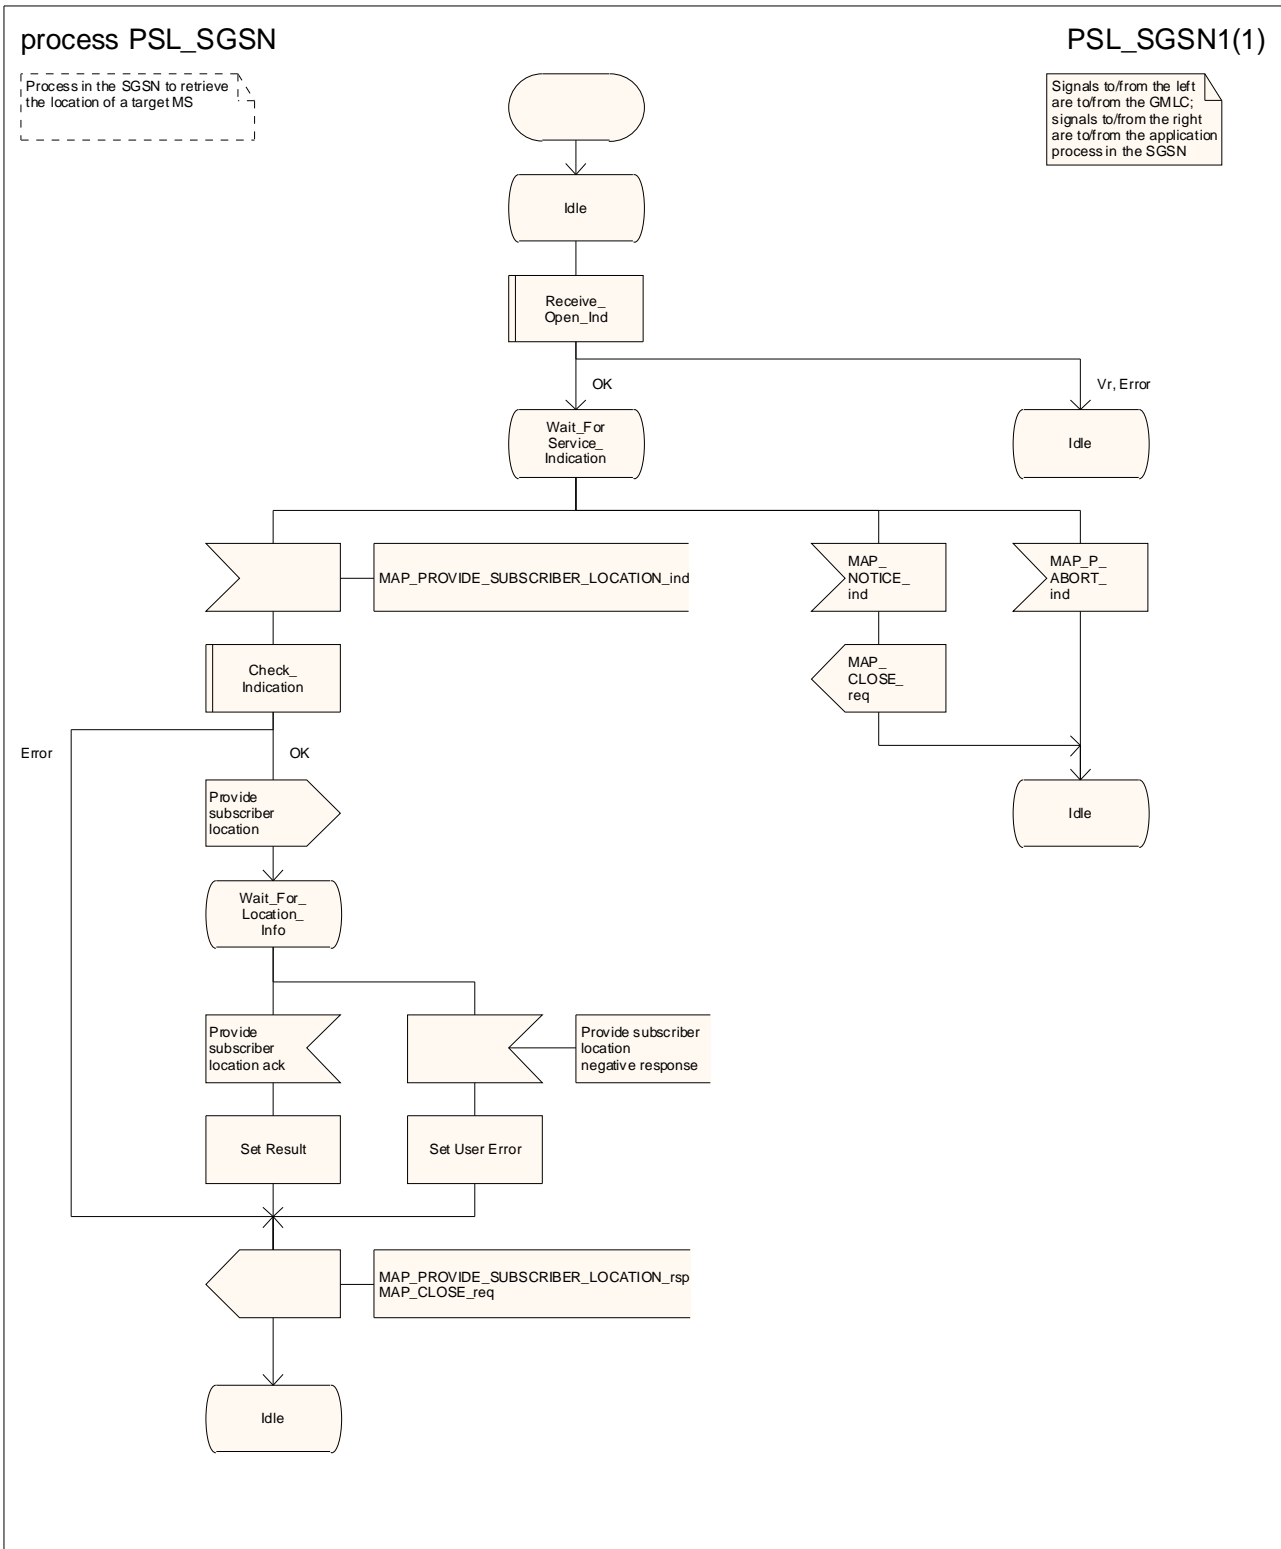 process PSL_SGSN
PSL_SGSN1(1)
Process in the SGSN to retrieve
the location of a target MS
Signals to/from the left
are to/from the GMLC;
signals to/from the right
are to/from the application
process in the SGSN
Idle
Receive_
Open_Ind
OK
Vr, Error
Wait_For
Service_
Indication
Idle
MAP_PROVIDE_SUBSCRIBER_LOCATION_ind
MAP_
NOTICE_
ind
MAP_P_
ABORT_
ind
Check_
Indication
MAP_
CLOSE_
req
Error
OK
Provide
subscriber
location
Idle
Wait_For_
Location_
Info
Provide
subscriber
location ack
Provide subscriber
location
negative response
Set Result
Set User Error
MAP_PROVIDE_SUBSCRIBER_LOCATION_rsp
MAP_CLOSE_req
Idle